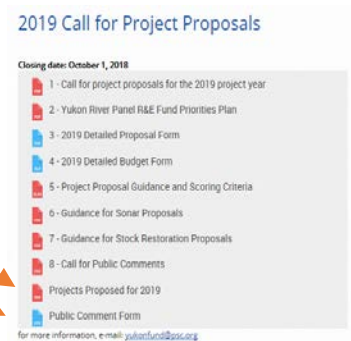 2019 Call for Project Proposals
Closing date: October 1, 2018
1 - Call for project proposals for the 2019 project year
2 - Yukon River Panel R&E Fund Priorities Plan
3 - 2019 Detailed Proposal Form
4 - 2019 Detailed Budget Form
5 - Project Proposal Guidance and Scoring Criteria
6 - Guidance for Sonar Proposals
7 - Guidance for Stock Restoration Proposals
8 - Call for Public Comments
Projects Proposed for 2019
Public Comment Form
for more information, e-mail: yukonfund@psc.org